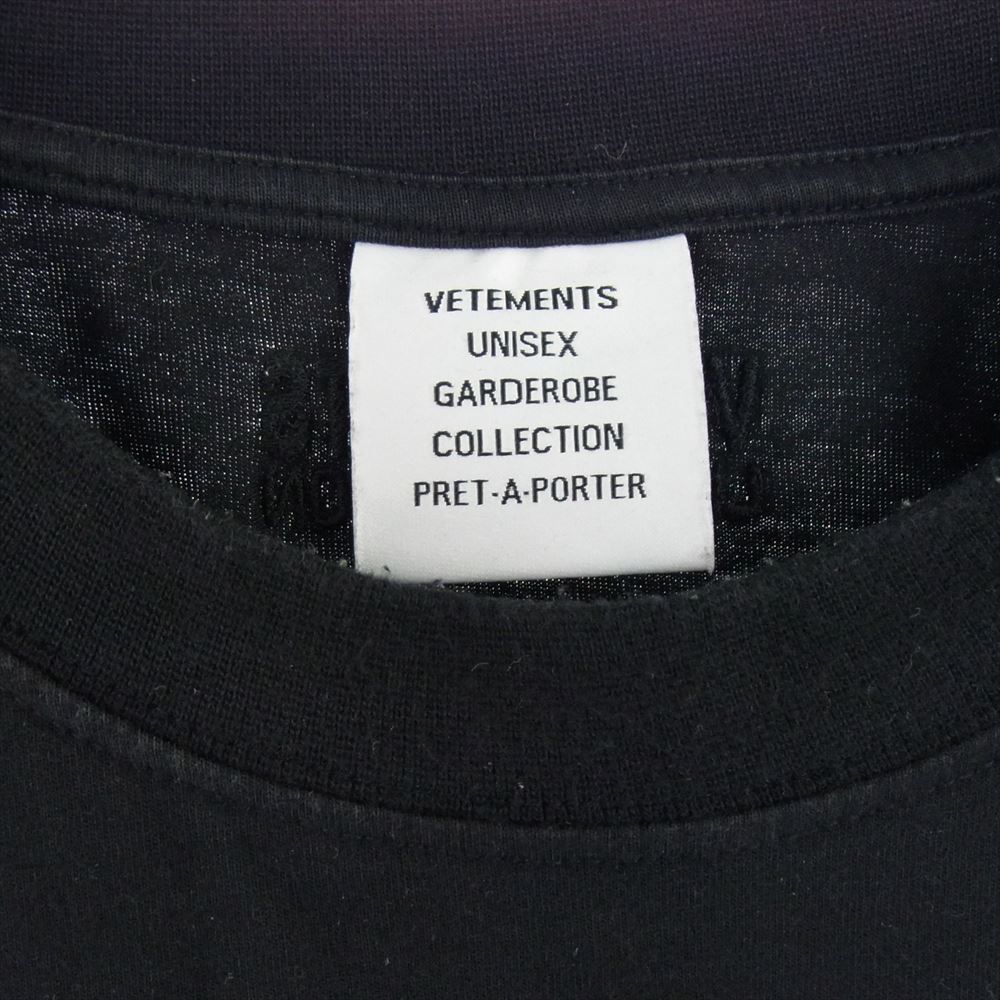 VETEMENTS
UNISEX
GARDEROBE
COLLECTION
PRET-A-PORTER